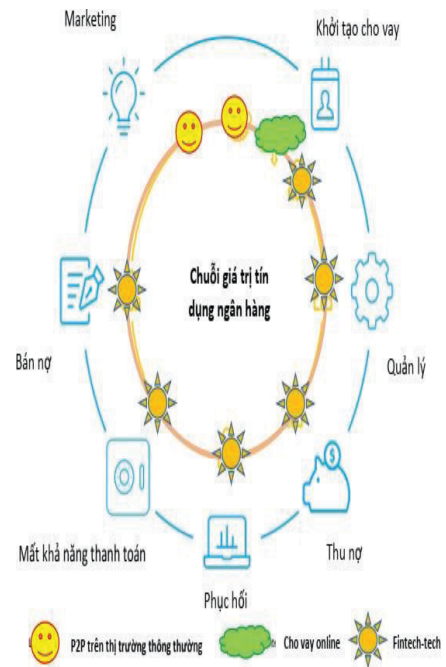 Marketing
Khởi tạo cho vay
Chuỗi giá trị tín
dụng ngân hàng
Bán nợ
Quản lý
Mất khả năng thanh toán
Thu nợ
Phục hồi
P2P trên thị trường thông thường
Cho vay online
Fintech-tech